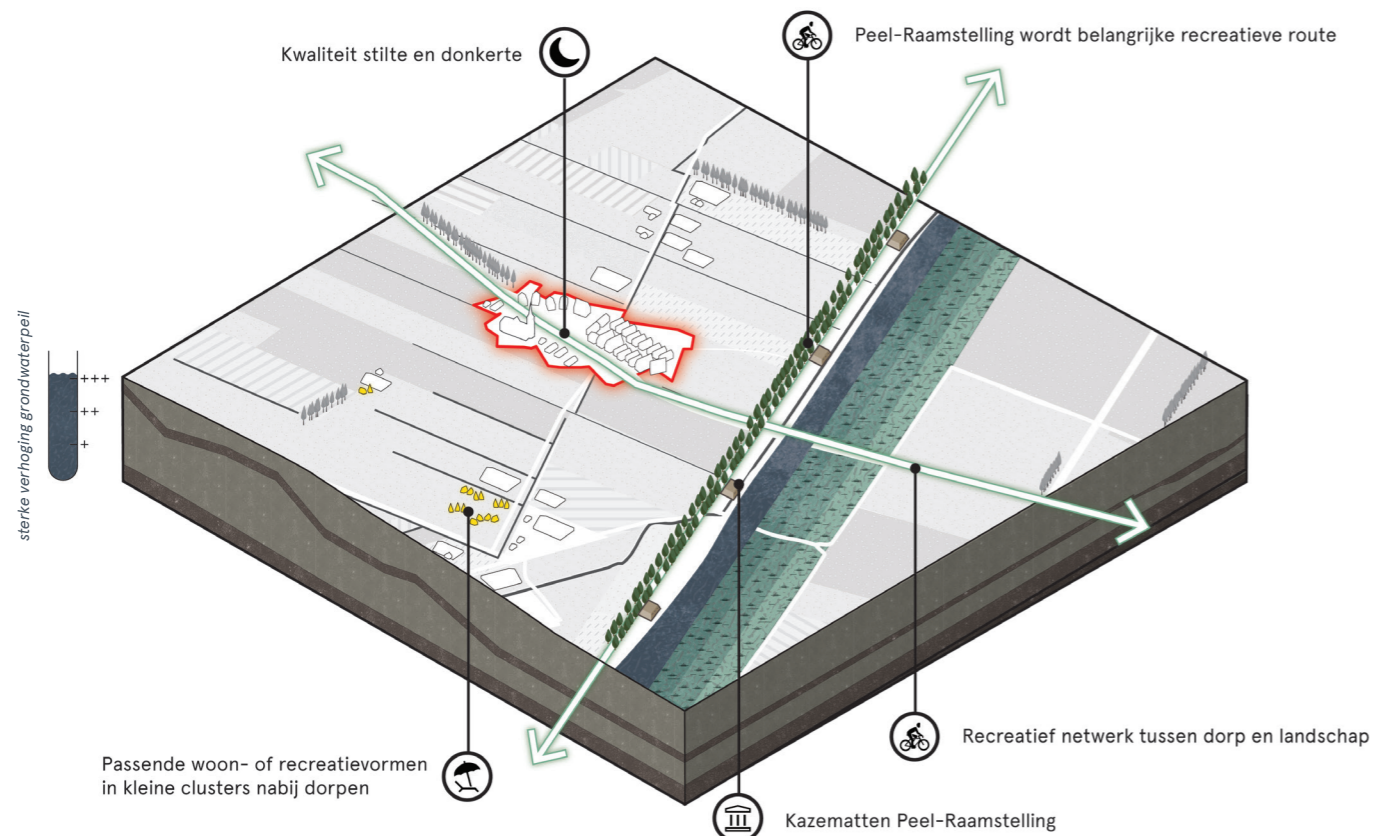 Kwaliteit stilte en donkerte
Peel-Raamstelling wordt belangrijke recreatieve route
sterke verhoging grondwaterpeil
+++
++
+
Recreatief netwerk tussen dorp en landschap
Passende woon- of recreatievormen
in kleine clusters nabij dorpen
Kazematten Peel-Raamstelling